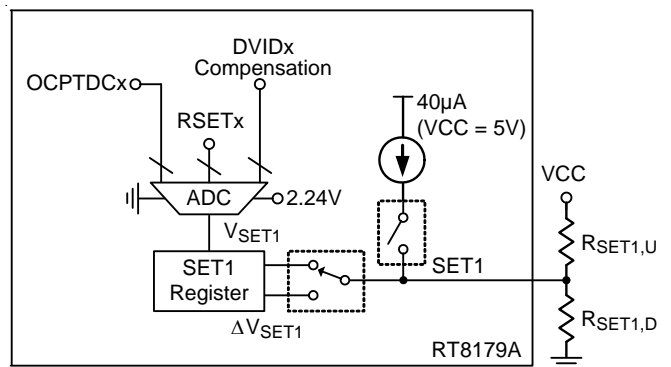 DVIDx
Compensation
OCPTDCx
RSETx
40µA
(VCC = 5V)
VCC
ADC
2.24V
VSET1
RSET1,U
SET1
Register
SET1
RSET1,D
ΔVSET1
RT8179A